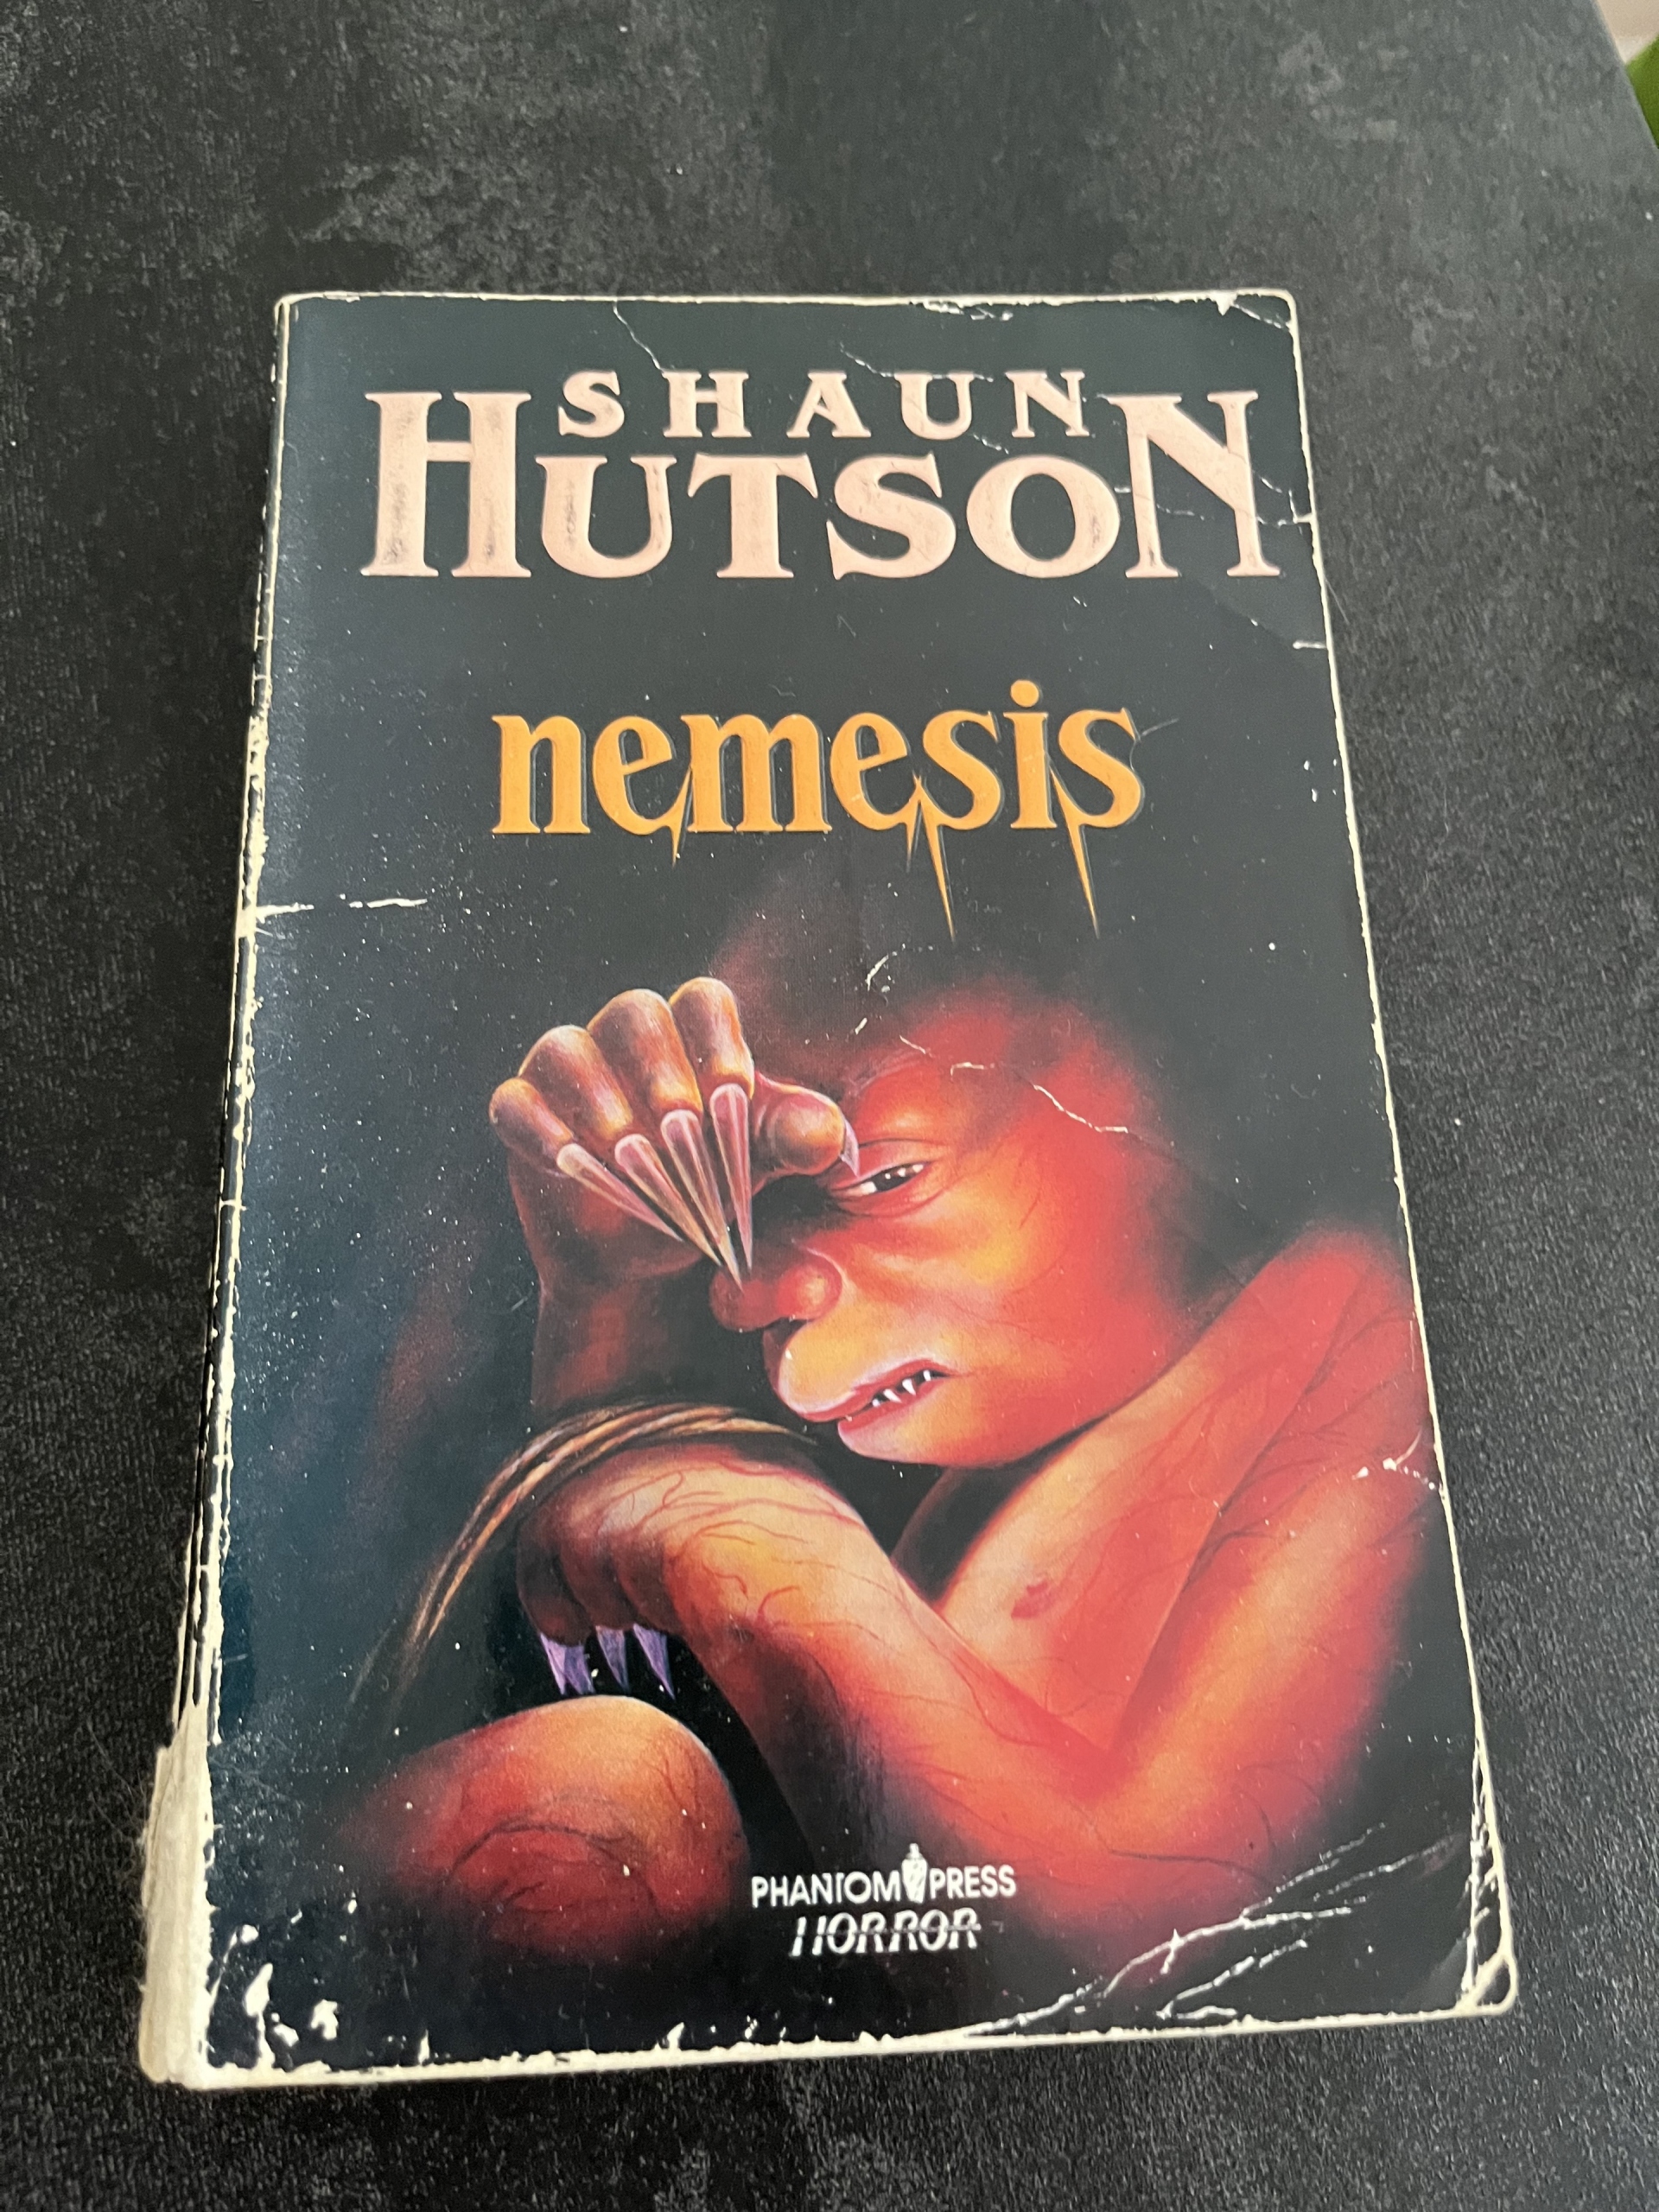 SHAUN
HUTSON
nemesis
PHANTOM PRESS
HORROR